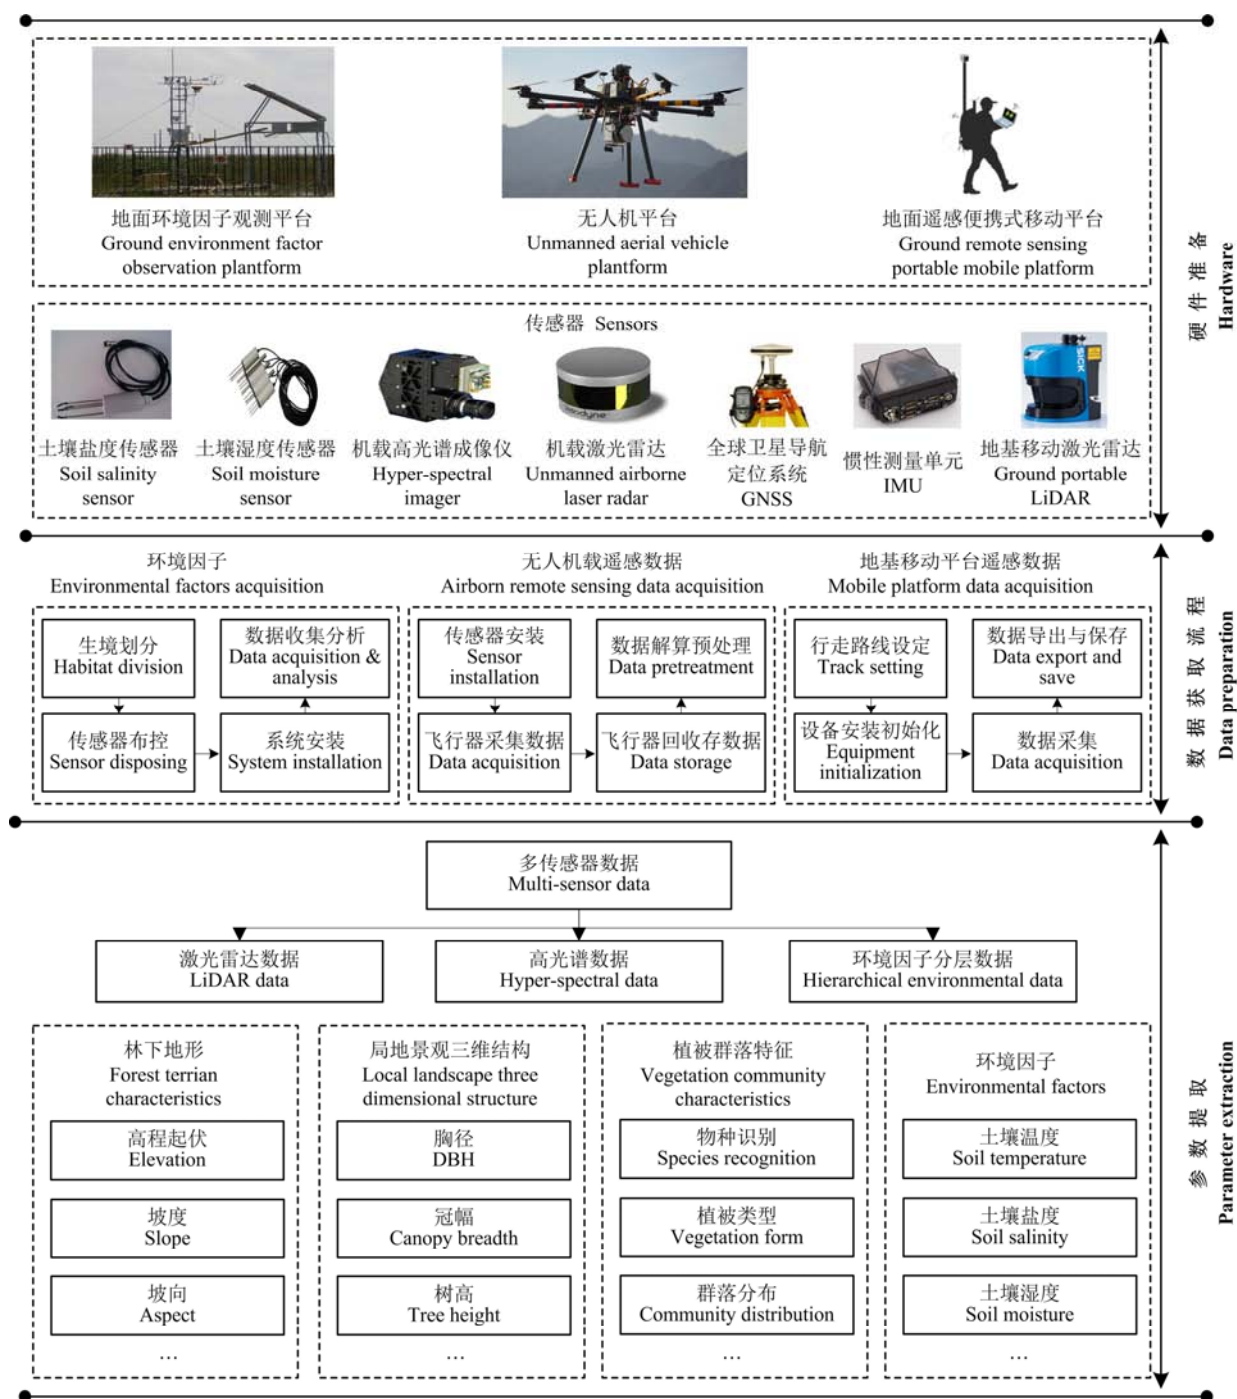 地面环境因子观测平台
Ground environment factor
observation plantform
无人机平台
Unmanned aerial vehicle
plantform
地面遥感便携式移动平台
Ground remote sensing
portable mobile platform
硬件准备
Hardware
传感器 Sensors
土壤盐度传感器
Soil salinity
sensor
土壤湿度传感器
Soil moisture
sensor
机载高光谱成像仪
Hyper-spectral
imager
机载激光雷达
Unmanned airborne
laser radar
全球卫星导航
定位系统
GNSS
惯性测量单元
IMU
SICK
地基移动激光雷达
Ground portable
LiDAR
环境因子
Environmental factors acquisition
无人机载遥感数据
Airborn remote sensing data acquisition
地基移动平台遥感数据
Mobile platform data acquisition
数据获取流程
Data preparation
生境划分
Habitat division
数据收集分析
Data acquisition &
analysis
传感器布控
Sensor disposing
系统安装
System installation
传感器安装
Sensor
installation
数据解算预处理
Data pretreatment
飞行器采集数据
Data acquisition
飞行器回收存数据
Data storage
行走路线设定
Track setting
数据导出与保存
Data export and
save
设备安装初始化
Equipment
initialization
数据采集
Data acquisition
多传感器数据
Multi-sensor data
激光雷达数据
LiDAR data
高光谱数据
Hyper-spectral data
环境因子分层数据
Hierarchical environmental data
参数提取
Parameter extraction
林下地形
Forest terrian
characteristics
高程起伏
Elevation
坡度
Slope
坡向
Aspect
…
局地景观三维结构
Local landscape three
dimensional structure
胸径
DBH
冠幅
Canopy breadth
树高
Tree height
…
植被群落特征
Vegetation community
characteristics
物种识别
Species recognition
植被类型
Vegetation form
群落分布
Community distribution
…
环境因子
Environmental factors
土壤温度
Soil temperature
土壤盐度
Soil salinity
土壤湿度
Soil moisture
…